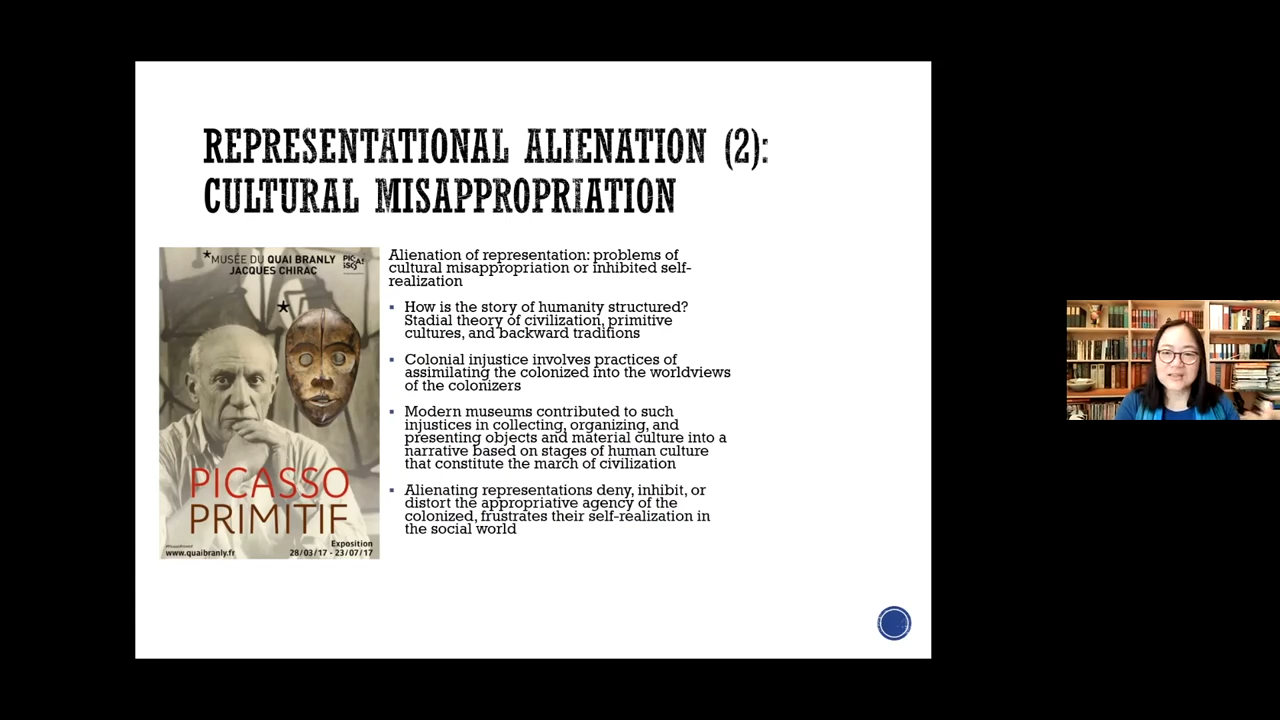 REPRESENTATIONAL ALIENATION (2):
CULTURAL MISAPPROPRIATION
*MUSÉE DU QUAI BRANLY
JACQUES CHIRAC
PICAS
SO
*
PICASSO
PRIMITIF
Exposition
www.quaibranly.fr
28/03/17 - 23/07/17
Alienation of representation: problems of
cultural misappropriation or inhibited self-
realization
▪ How is the story of humanity structured?
Stadial theory of civilization, primitive
cultures, and backward traditions
▪ Colonial injustice involves practices of
assimilating the colonized into the worldviews
of the colonizers
▪ Modern museums contributed to such
injustices in collecting, organizing, and
presenting objects and material culture into a
narrative based on stages of human culture
that constitute the march of civilization
▪ Alienating representations deny, inhibit, or
distort the appropriative agency of the
colonized, frustrates their self-realization in
the social world